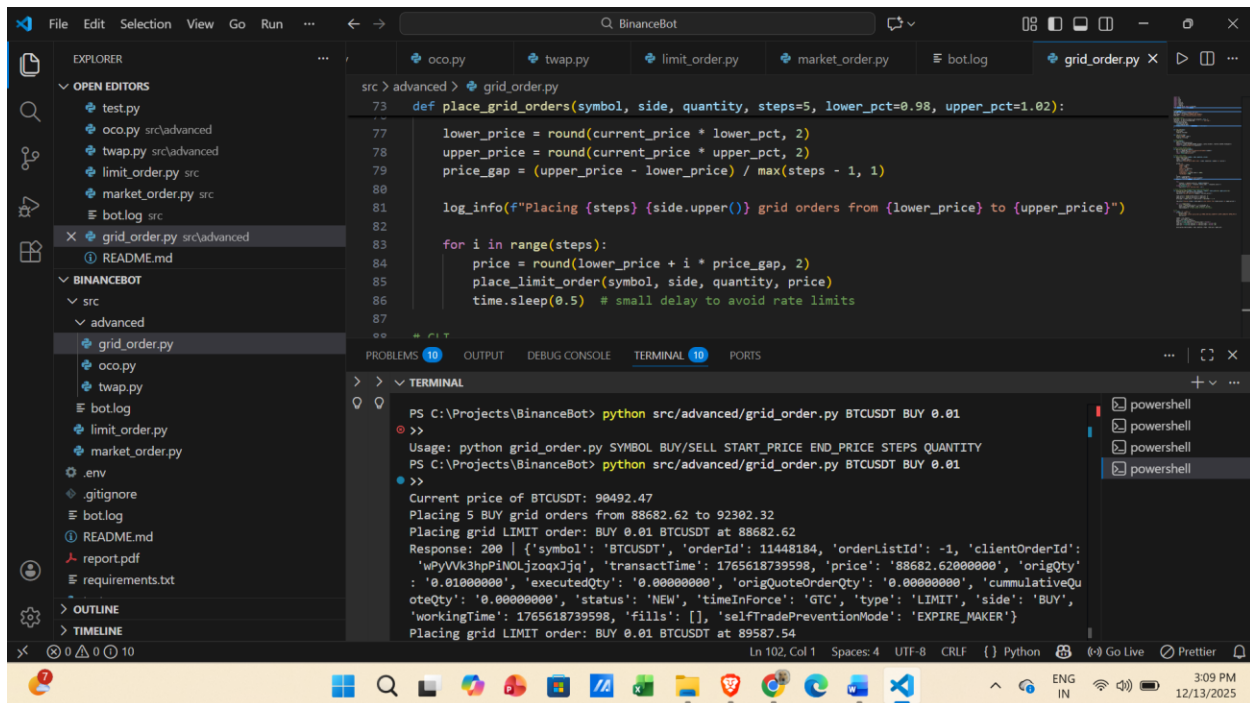 File Edit Selection View Go Run ··· BinanceBot
EXPLORER ···
OPEN EDITORS
test.py
oco.py src\advanced
twap.py src\advanced
limit_order.py src
market_order.py src
bot.log src
grid_order.py src\advanced
README.md
BINANCEBOT
src
advanced
grid_order.py
oco.py
twap.py
bot.log
limit_order.py
market_order.py
.env
.gitignore
bot.log
README.md
report.pdf
requirements.txt
OUTLINE
TIMELINE
oco.py twap.py limit_order.py market_order.py bot.log grid_order.py ···
src > advanced > grid_order.py
73 def place_grid_orders(symbol, side, quantity, steps=5, lower_pct=0.98, upper_pct=1.02):
77 lower_price = round(current_price * lower_pct, 2)
78 upper_price = round(current_price * upper_pct, 2)
79 price_gap = (upper_price - lower_price) / max(steps - 1, 1)
80
81 log_info(f"Placing {steps} {side.upper()} grid orders from {lower_price} to {upper_price}")
82
83 for i in range(steps):
84 price = round(lower_price + i * price_gap, 2)
85 place_limit_order(symbol, side, quantity, price)
86 time.sleep(0.5) # small delay to avoid rate limits
87
PROBLEMS 10 OUTPUT DEBUG CONSOLE TERMINAL 10 PORTS ···
TERMINAL ···
PS C:\Projects\BinanceBot> python src/advanced/grid_order.py BTCUSDT BUY 0.01
>>
Usage: python grid_order.py SYMBOL BUY/SELL START_PRICE END_PRICE STEPS QUANTITY
PS C:\Projects\BinanceBot> python src/advanced/grid_order.py BTCUSDT BUY 0.01
>>
Current price of BTCUSDT: 90492.47
Placing 5 BUY grid orders from 88682.62 to 92302.32
Placing grid LIMIT order: BUY 0.01 BTCUSDT at 88682.62
Response: 200 | {'symbol': 'BTCUSDT', 'orderId': 11448184, 'orderListId': -1, 'clientOrderId':
'wPyVVk3hpPiNOLjzoqxJjq', 'transactTime': 1765618739598, 'price': '88682.62000000', 'origQty'
: '0.01000000', 'executedQty': '0.00000000', 'origQuoteOrderQty': '0.00000000', 'cummulativeQu
oteQty': '0.00000000', 'status': 'NEW', 'timeInForce': 'GTC', 'type': 'LIMIT', 'side': 'BUY',
'workingTime': 1765618739598, 'fills': [], 'selfTradePreventionMode': 'EXPIRE_MAKER'}
Placing grid LIMIT order: BUY 0.01 BTCUSDT at 89587.54
powershell
powershell
powershell
powershell
0 0 10 Ln 102, Col 1 Spaces: 4 UTF-8 CRLF { } Python Go Live Prettier
7 ENG 3:09 PM
IN 12/13/2025